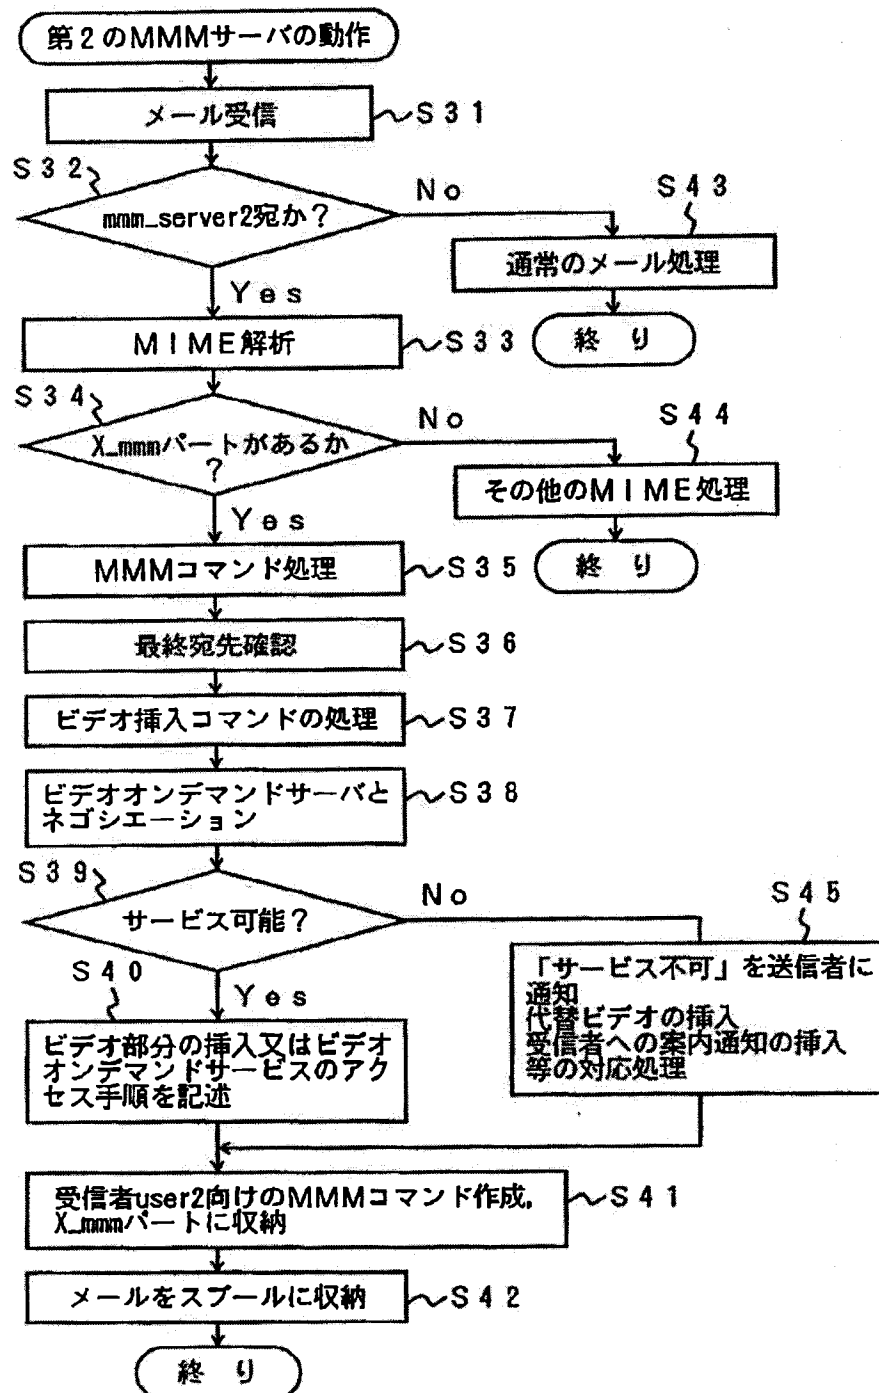 第2のMMMサーバの動作
メール受信
S31
S32
mmm_server2宛か？
No
S43
通常のメール処理
終り
Yes
MIME解析
S33
S34
X_mmmパートがあるか
？
No
S44
その他のMIME処理
終り
Yes
MMMコマンド処理
S35
最終宛先確認
S36
ビデオ挿入コマンドの処理
S37
ビデオオンデマンドサーバと
ネゴシエーション
S38
S39
サービス可能？
No
S45
「サービス不可」を送信者に
通知
代替ビデオの挿入
受信者への案内通知の挿入
等の対応処理
S40
Yes
ビデオ部分の挿入又はビデオ
オンデマンドサービスのアク
セス手順を記述
受信者user2向けのMMMコマンド作成,
X_mmmパートに収納
S41
メールをスプールに収納
S42
終り